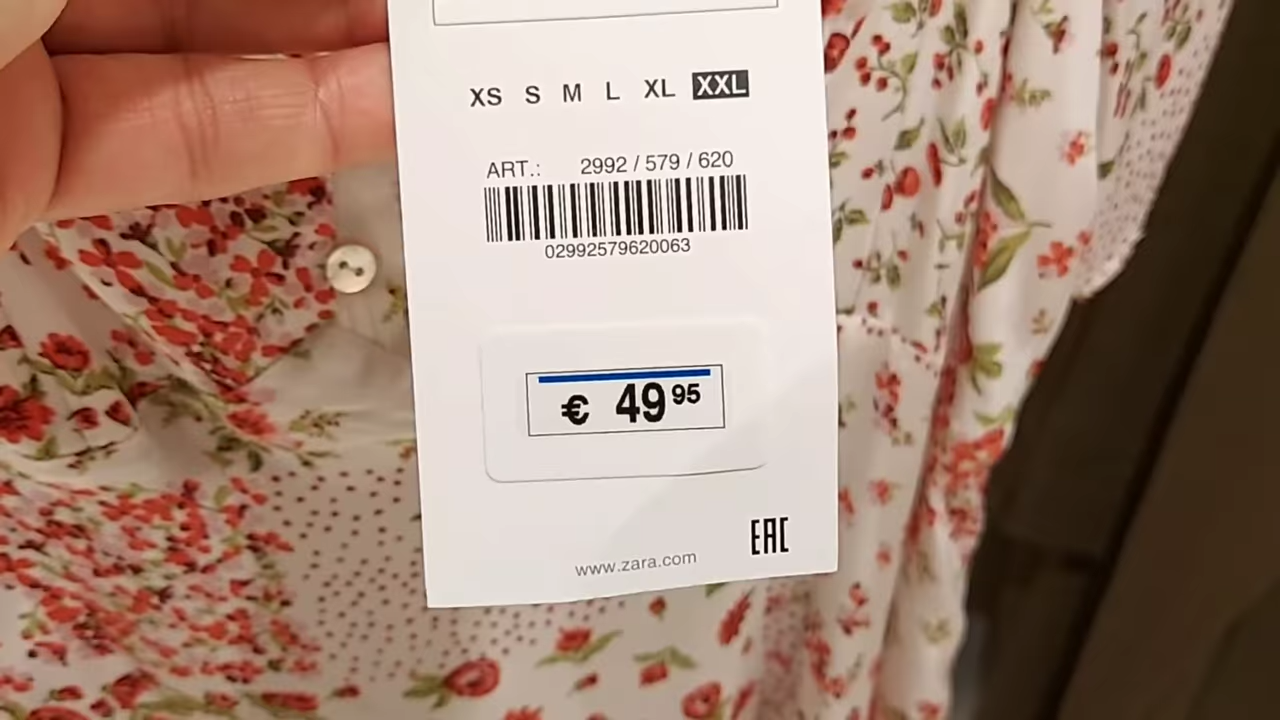 XS S M L XL XXL
ART.: 2992 / 579 / 620
02992579620063
€ 49 95
EAC
www.zara.com